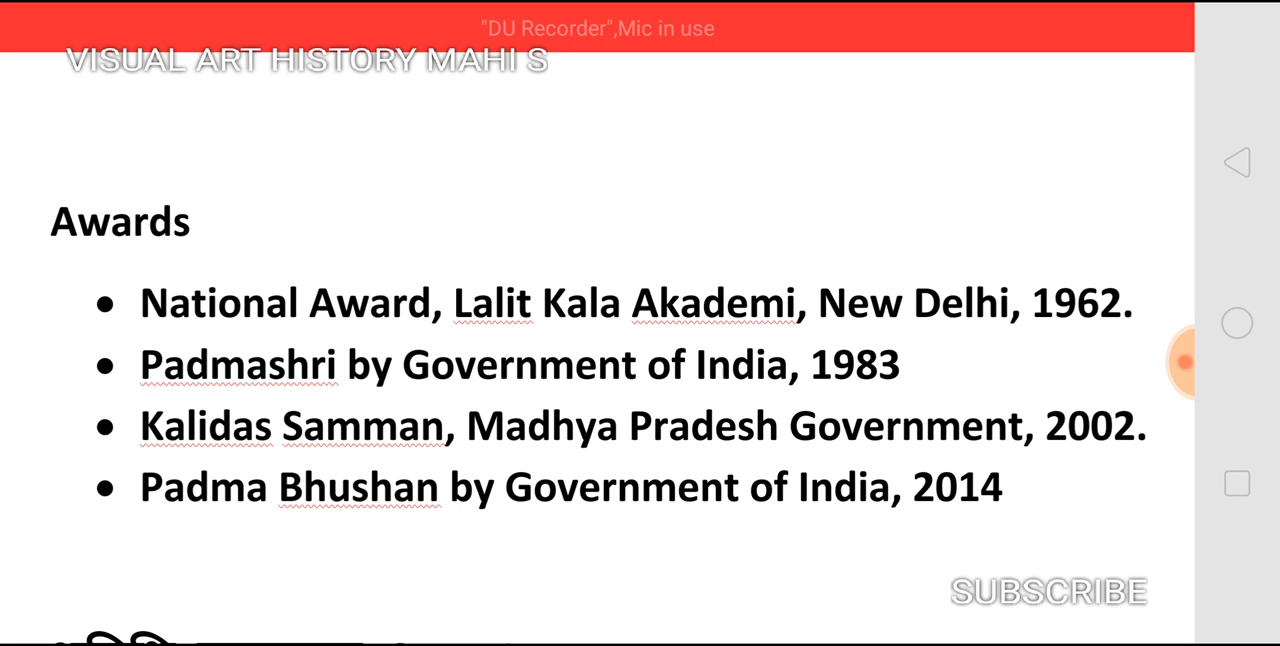 "DU Recorder",Mic in use
VISUAL ART HISTORY MAHI S
Awards
• National Award, Lalit Kala Akademi, New Delhi, 1962.
• Padmashri by Government of India, 1983
• Kalidas Samman, Madhya Pradesh Government, 2002.
• Padma Bhushan by Government of India, 2014
SUBSCRIBE